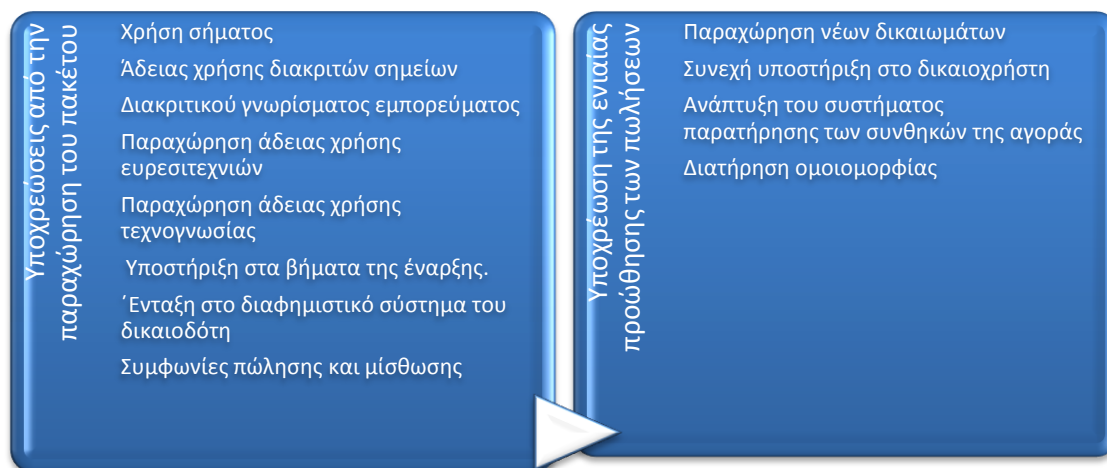 Υποχρεώσεις από την
παραχώρηση του πακέτου
Χρήση σήματος
Άδειας χρήσης διακριτών σημείων
Διακριτικού γνωρίσματος εμπορεύματος
Παραχώρηση άδειας χρήσης
ευρεσιτεχνιών
Παραχώρηση άδειας χρήσης
τεχνογνωσίας
Υποστήριξη στα βήματα της έναρξης.
΄Ενταξη στο διαφημιστικό σύστημα του
δικαιοδότη
Συμφωνίες πώλησης και μίσθωσης
Υποχρέωση της ενιαίας
προώθησης των πωλήσεων
Παραχώρηση νέων δικαιωμάτων
Συνεχή υποστήριξη στο δικαιοχρήστη
Ανάπτυξη του συστήματος
παρατήρησης των συνθηκών της αγοράς
Διατήρηση ομοιομορφίας